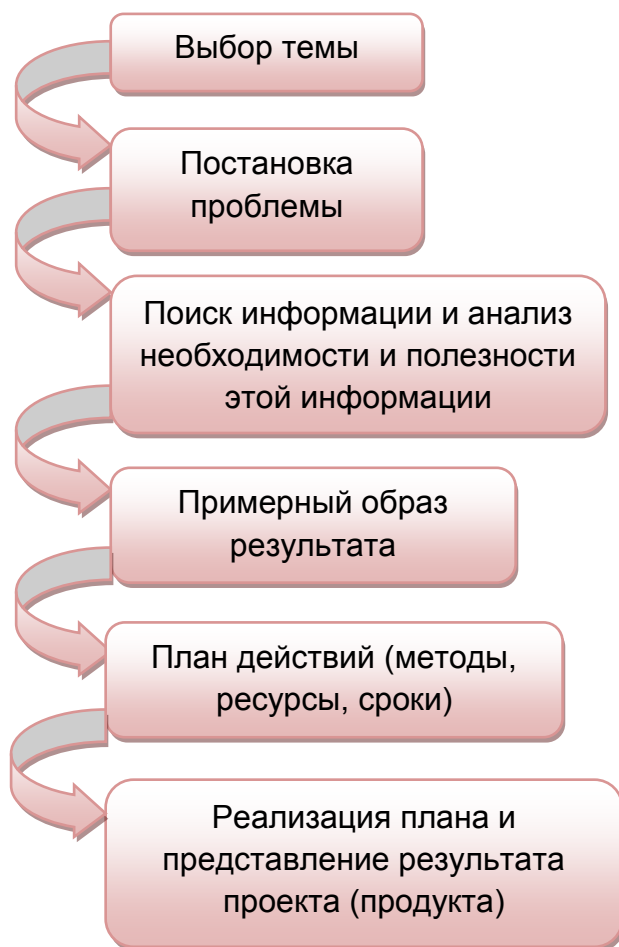 Выбор темы
Постановка
проблемы
Поиск информации и анализ
необходимости и полезности
этой информации
Примерный образ
результата
План действий (методы,
ресурсы, сроки)
Реализация плана и
представление результата
проекта (продукта)